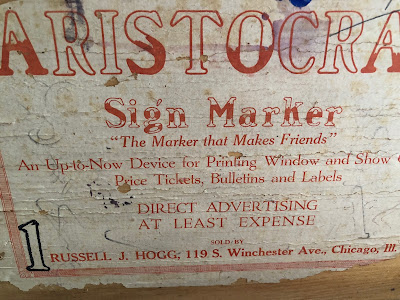 ARISTOCRA
Sign Marker
"The Marker that Makes Friends"
An Up-to-Now Device for Printing Window and Show
Price Tickets, Bulletins and Labels
DIRECT ADVERTISING
AT LEAST EXPENSE
SOLD BY
RUSSELL J. HOGG, 119 S. Winchester Ave., Chicago, Ill.
1